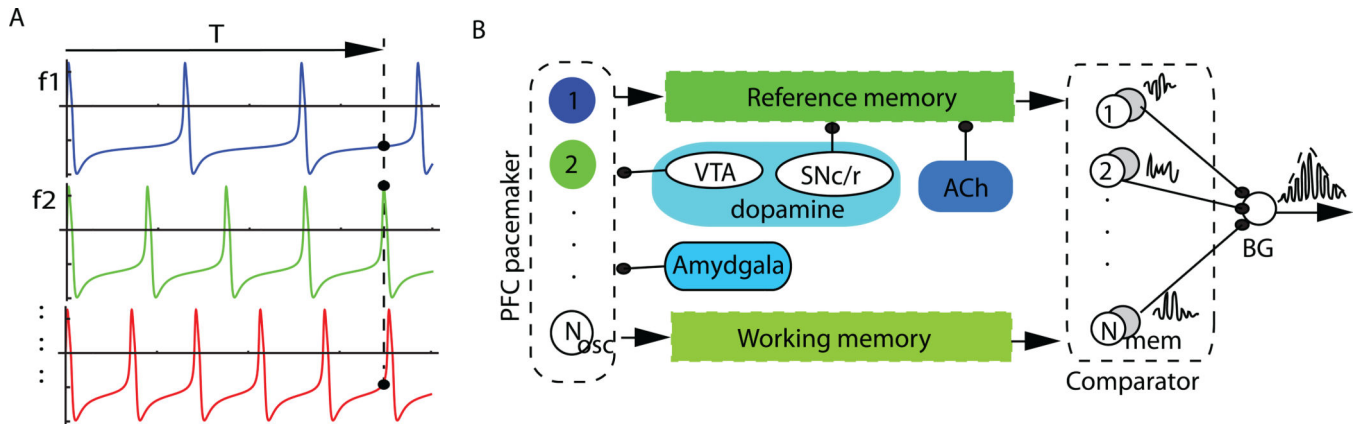 A
T
f1
f2
:
:
B
PFC pacemaker
1
2
.
.
.
N osc
Reference memory
VTA
SNc/r
dopamine
ACh
Amydgala
Working memory
1
2
.
.
.
N mem
Comparator
BG